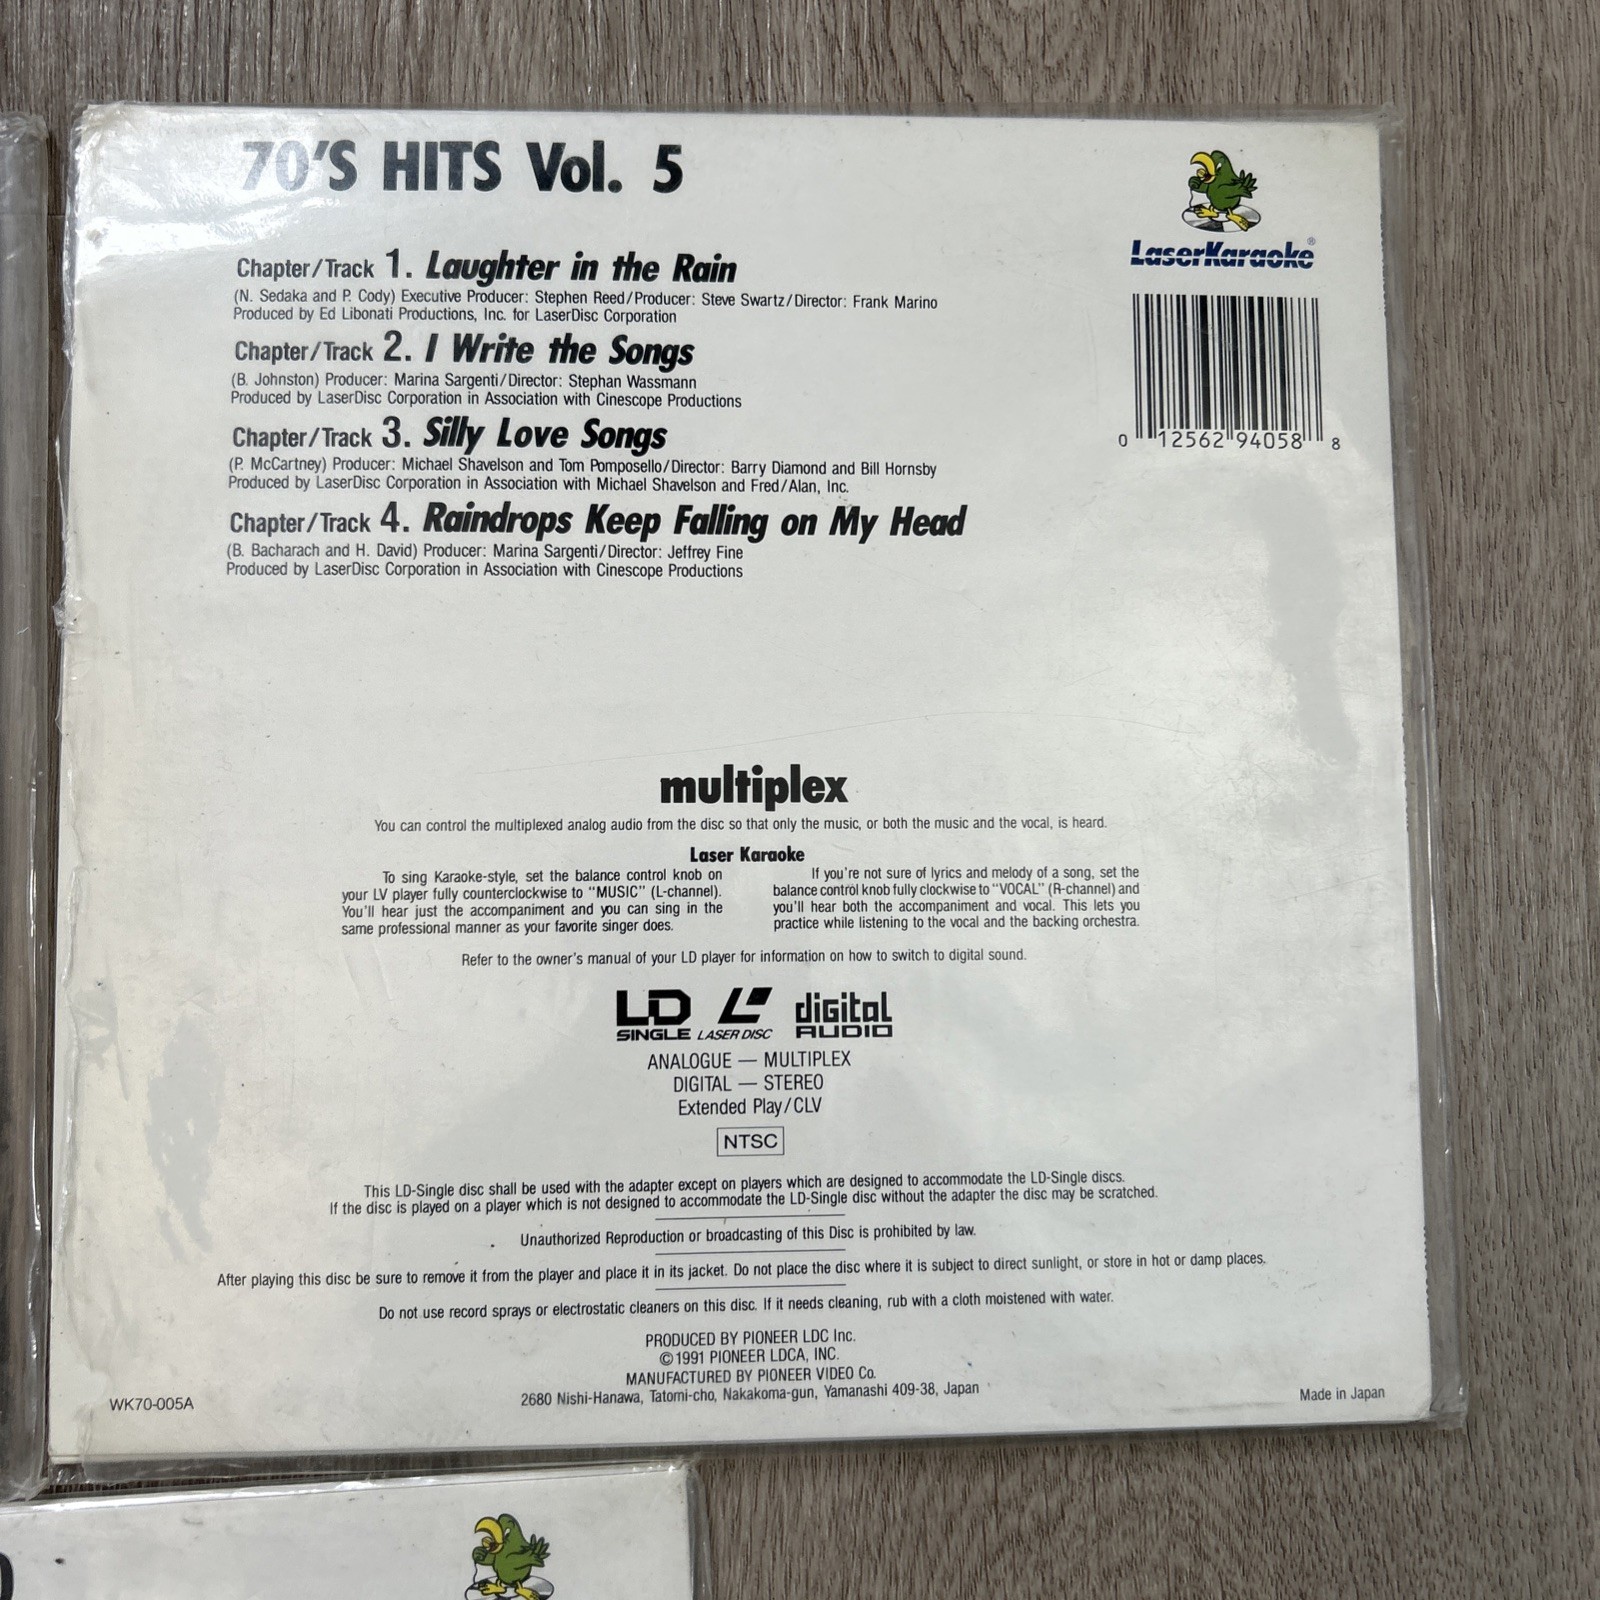 70'S HITS Vol. 5
LaserKaraoke®
Chapter/Track 1. Laughter in the Rain
(N. Sedaka and P. Cody) Executive Producer: Stephen Reed/Producer: Steve Swartz/Director: Frank Marino
Produced by Ed Libonati Productions, Inc. for LaserDisc Corporation
Chapter/Track 2. I Write the Songs
(B. Johnston) Producer: Marina Sargenti/Director: Stephan Wassmann
Produced by LaserDisc Corporation in Association with Cinescope Productions
Chapter/Track 3. Silly Love Songs
(P. McCartney) Producer: Michael Shavelson and Tom Pomposello/Director: Barry Diamond and Bill Hornsby
Produced by LaserDisc Corporation in Association with Michael Shavelson and Fred/Alan, Inc.
Chapter/Track 4. Raindrops Keep Falling on My Head
(B. Bacharach and H. David) Producer: Marina Sargenti/Director: Jeffrey Fine
Produced by LaserDisc Corporation in Association with Cinescope Productions
0 12562 94058 8
multiplex
You can control the multiplexed analog audio from the disc so that only the music, or both the music and the vocal, is heard.
Laser Karaoke
To sing Karaoke-style, set the balance control knob on
your LV player fully counterclockwise to "MUSIC" (L-channel).
You'll hear just the accompaniment and you can sing in the
same professional manner as your favorite singer does.
If you're not sure of lyrics and melody of a song, set the
balance control knob fully clockwise to "VOCAL" (R-channel) and
you'll hear both the accompaniment and vocal. This lets you
practice while listening to the vocal and the backing orchestra.
Refer to the owner's manual of your LD player for information on how to switch to digital sound.
LD SINGLE LASER DISC digital AUDIO
ANALOGUE — MULTIPLEX
DIGITAL — STEREO
Extended Play/CLV
NTSC
This LD-Single disc shall be used with the adapter except on players which are designed to accommodate the LD-Single discs.
If the disc is played on a player which is not designed to accommodate the LD-Single disc without the adapter the disc may be scratched.
Unauthorized Reproduction or broadcasting of this Disc is prohibited by law.
After playing this disc be sure to remove it from the player and place it in its jacket. Do not place the disc where it is subject to direct sunlight, or store in hot or damp places.
Do not use record sprays or electrostatic cleaners on this disc. If it needs cleaning, rub with a cloth moistened with water.
PRODUCED BY PIONEER LDC Inc.
©1991 PIONEER LDCA, INC.
MANUFACTURED BY PIONEER VIDEO Co.
2680 Nishi-Hanawa, Tatomi-cho, Nakakoma-gun, Yamanashi 409-38, Japan
WK70-005A
Made in Japan